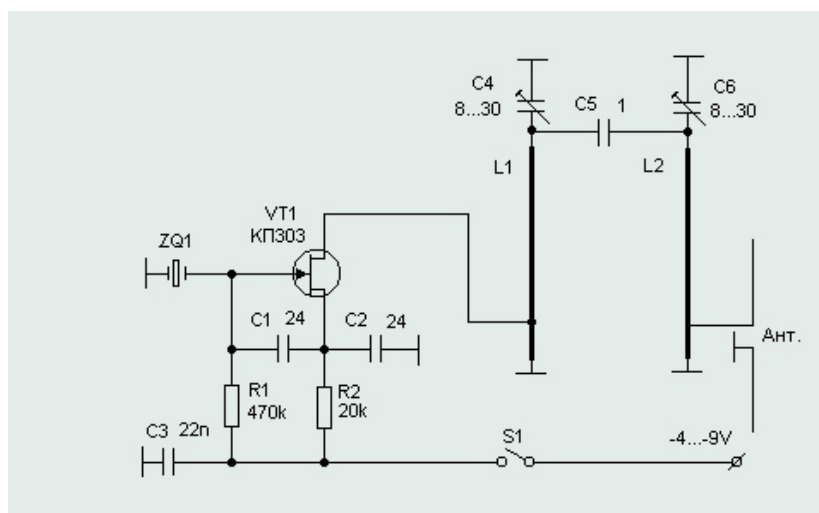 C4
8...30
C5
1
C6
8...30
L1
L2
VT1
КП303
ZQ1
C1
24
C2
24
Ант.
R1
470k
R2
20k
C3
22n
S1
-4...-9V